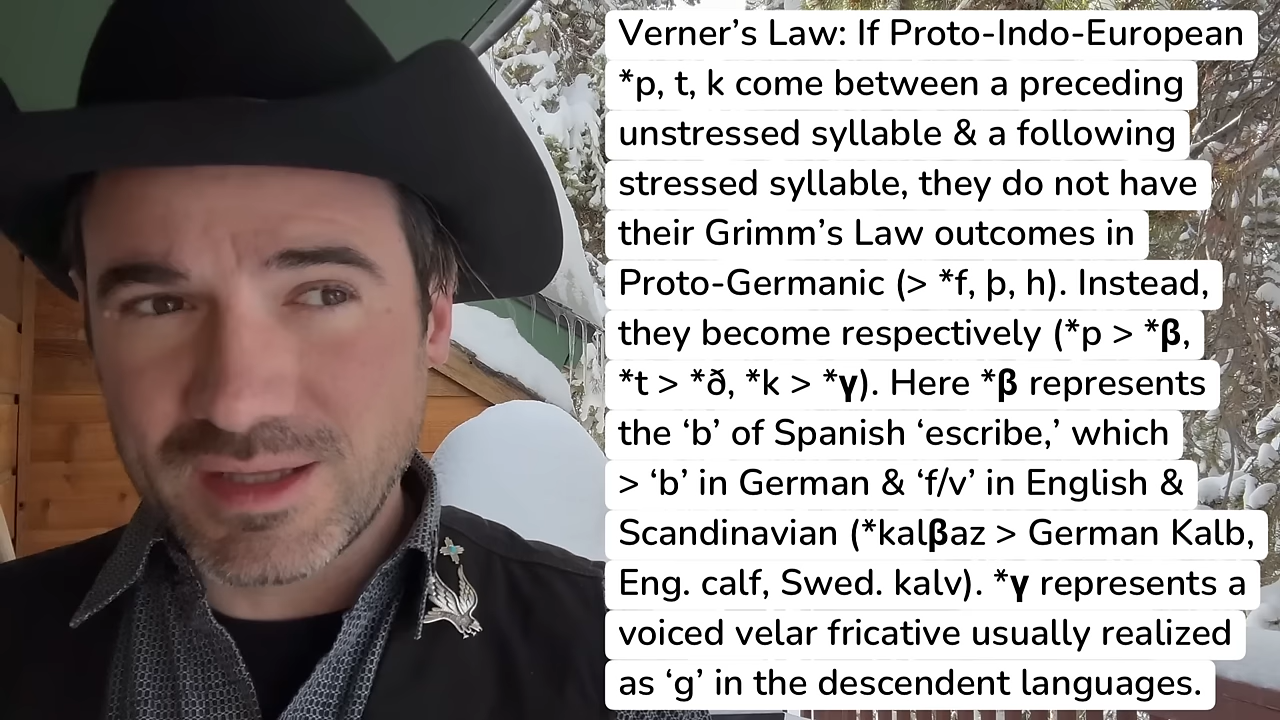 Verner’s Law: If Proto-Indo-European
*p, t, k come between a preceding
unstressed syllable & a following
stressed syllable, they do not have
their Grimm’s Law outcomes in
Proto-Germanic (> *f, þ, h). Instead,
they become respectively (*p > *β,
*t > *ð, *k > *γ). Here *β represents
the ‘b’ of Spanish ‘escribe,’ which
> ‘b’ in German & ‘f/v’ in English &
Scandinavian (*kalβaz > German Kalb,
Eng. calf, Swed. kalv). *γ represents a
voiced velar fricative usually realized
as ‘g’ in the descendent languages.